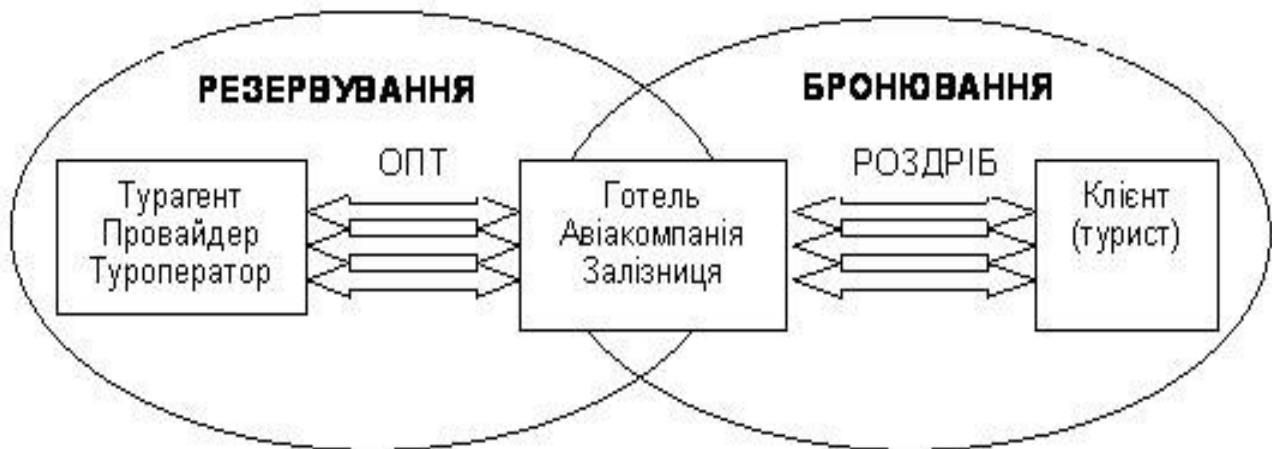 РЕЗЕРВУВАННЯ
БРОНЮВАННЯ
ОПТ
РОЗДРІБ
Турагент
Провайдер
Туроператор
Готель
Авіакомпанія
Залізниця
Клієнт
(турист)